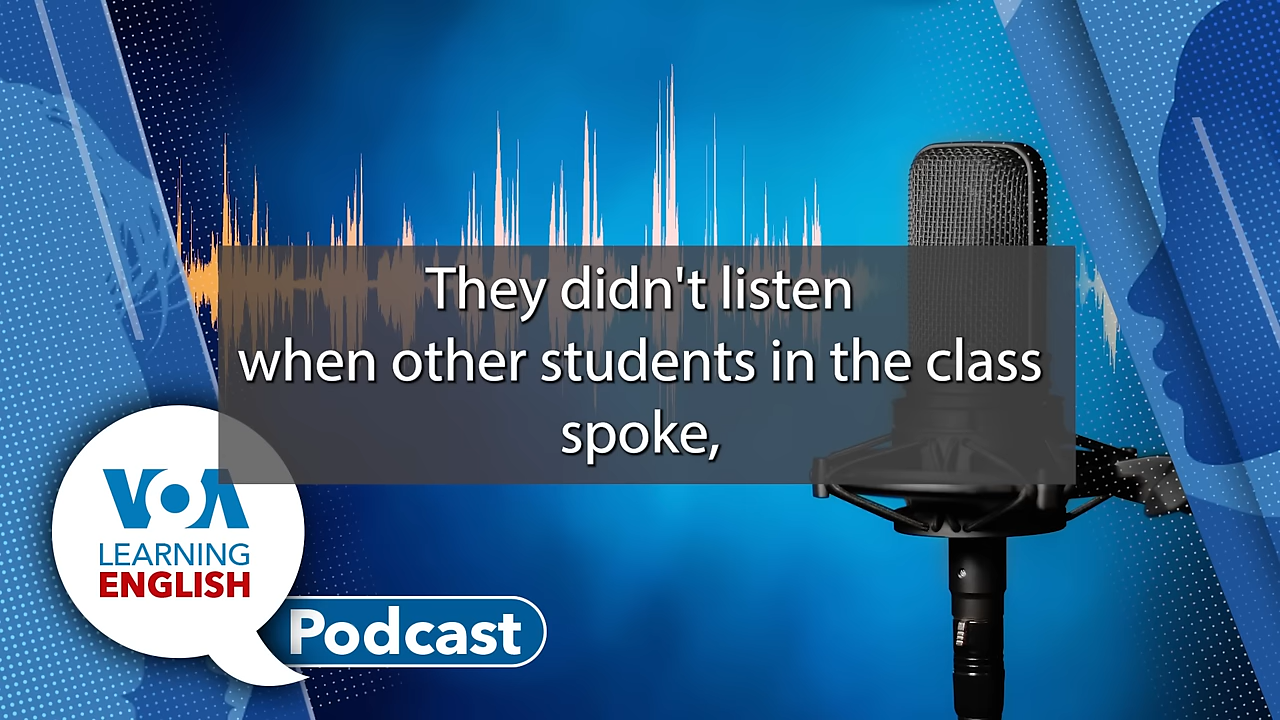 They didn't listen
when other students in the class
spoke,
VOA
LEARNING
ENGLISH
Podcast